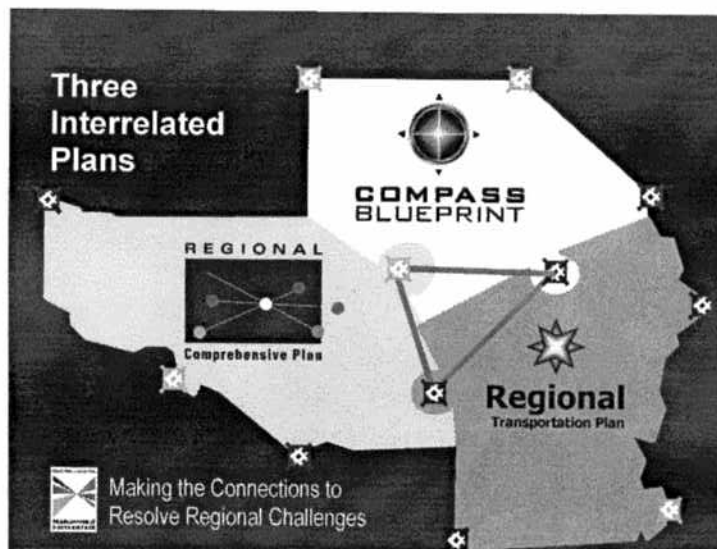 Three
Interrelated
Plans
COMPASS
BLUEPRINT
REGIONAL
Comprehensive Plan
Regional
Transportation Plan
Making the Connections to
Resolve Regional Challenges